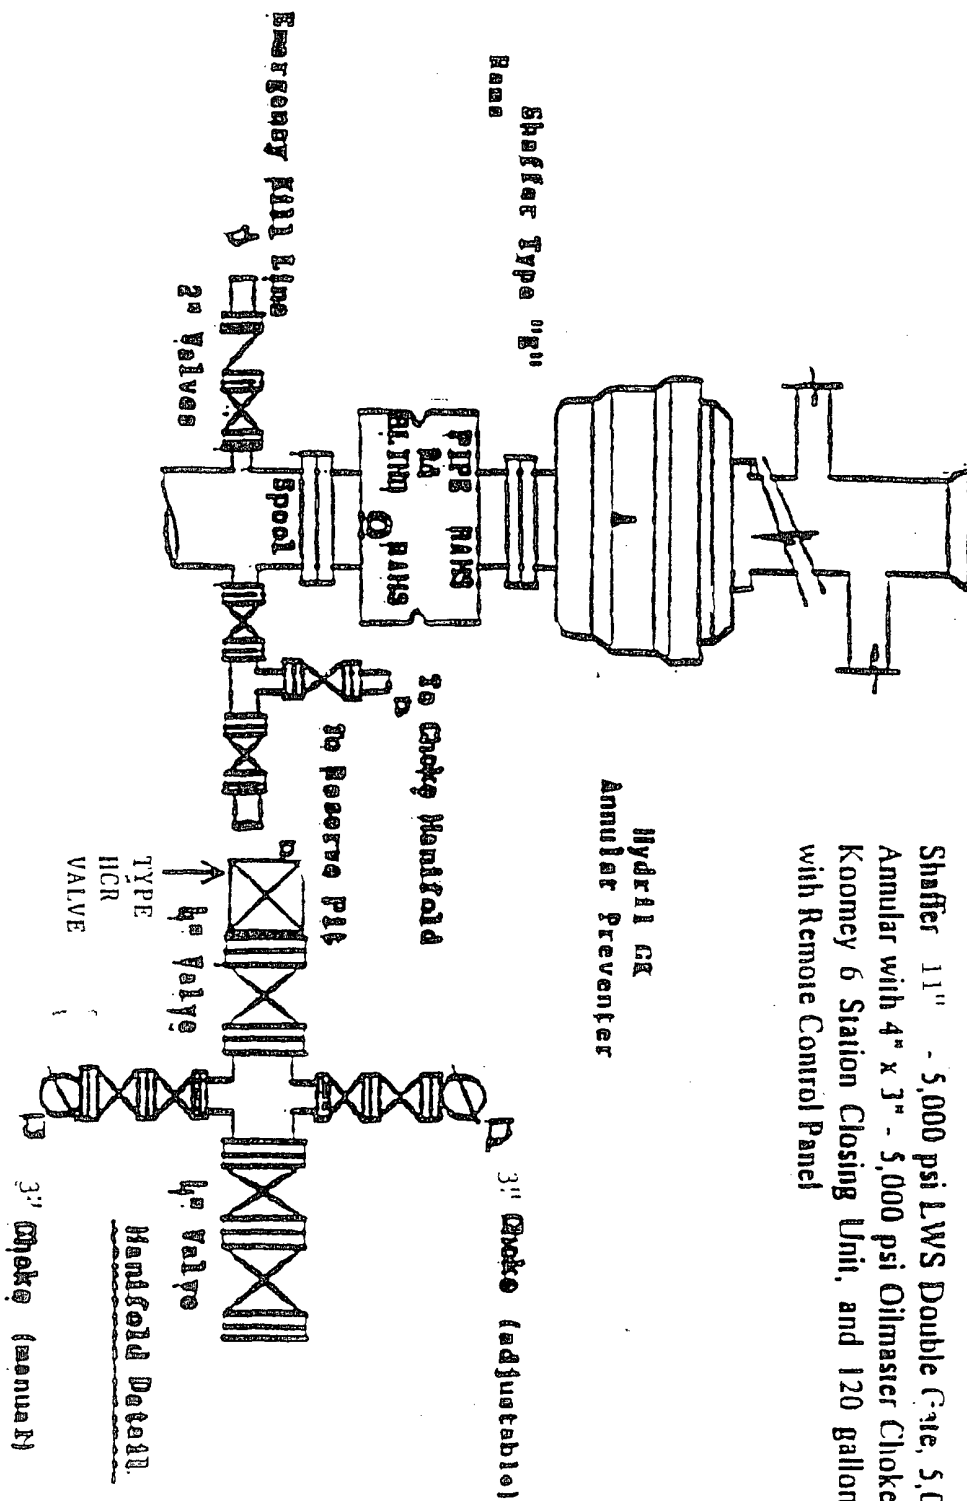 Shaffer 11" - 5,000 psi LWS Double Gate, 5,0
Annular with 4" x 3" - 5,000 psi Oilmaster Choke
Koomey 6 Station Closing Unit, and 120 gallon
with Remote Control Panel
Hydril GK
Annular Preventer
Shaffer Type "E"
Rams
PIPE RAMS
BLIND RAMS
Spool
Emergency Kill Line
2" Valves
To Choke Manifold
To Reserve Pit
3" Choke (adjustable)
4" Valve
TYPE
HCR
VALVE
4" Valve
Manifold Detail
3" Choke (manual)